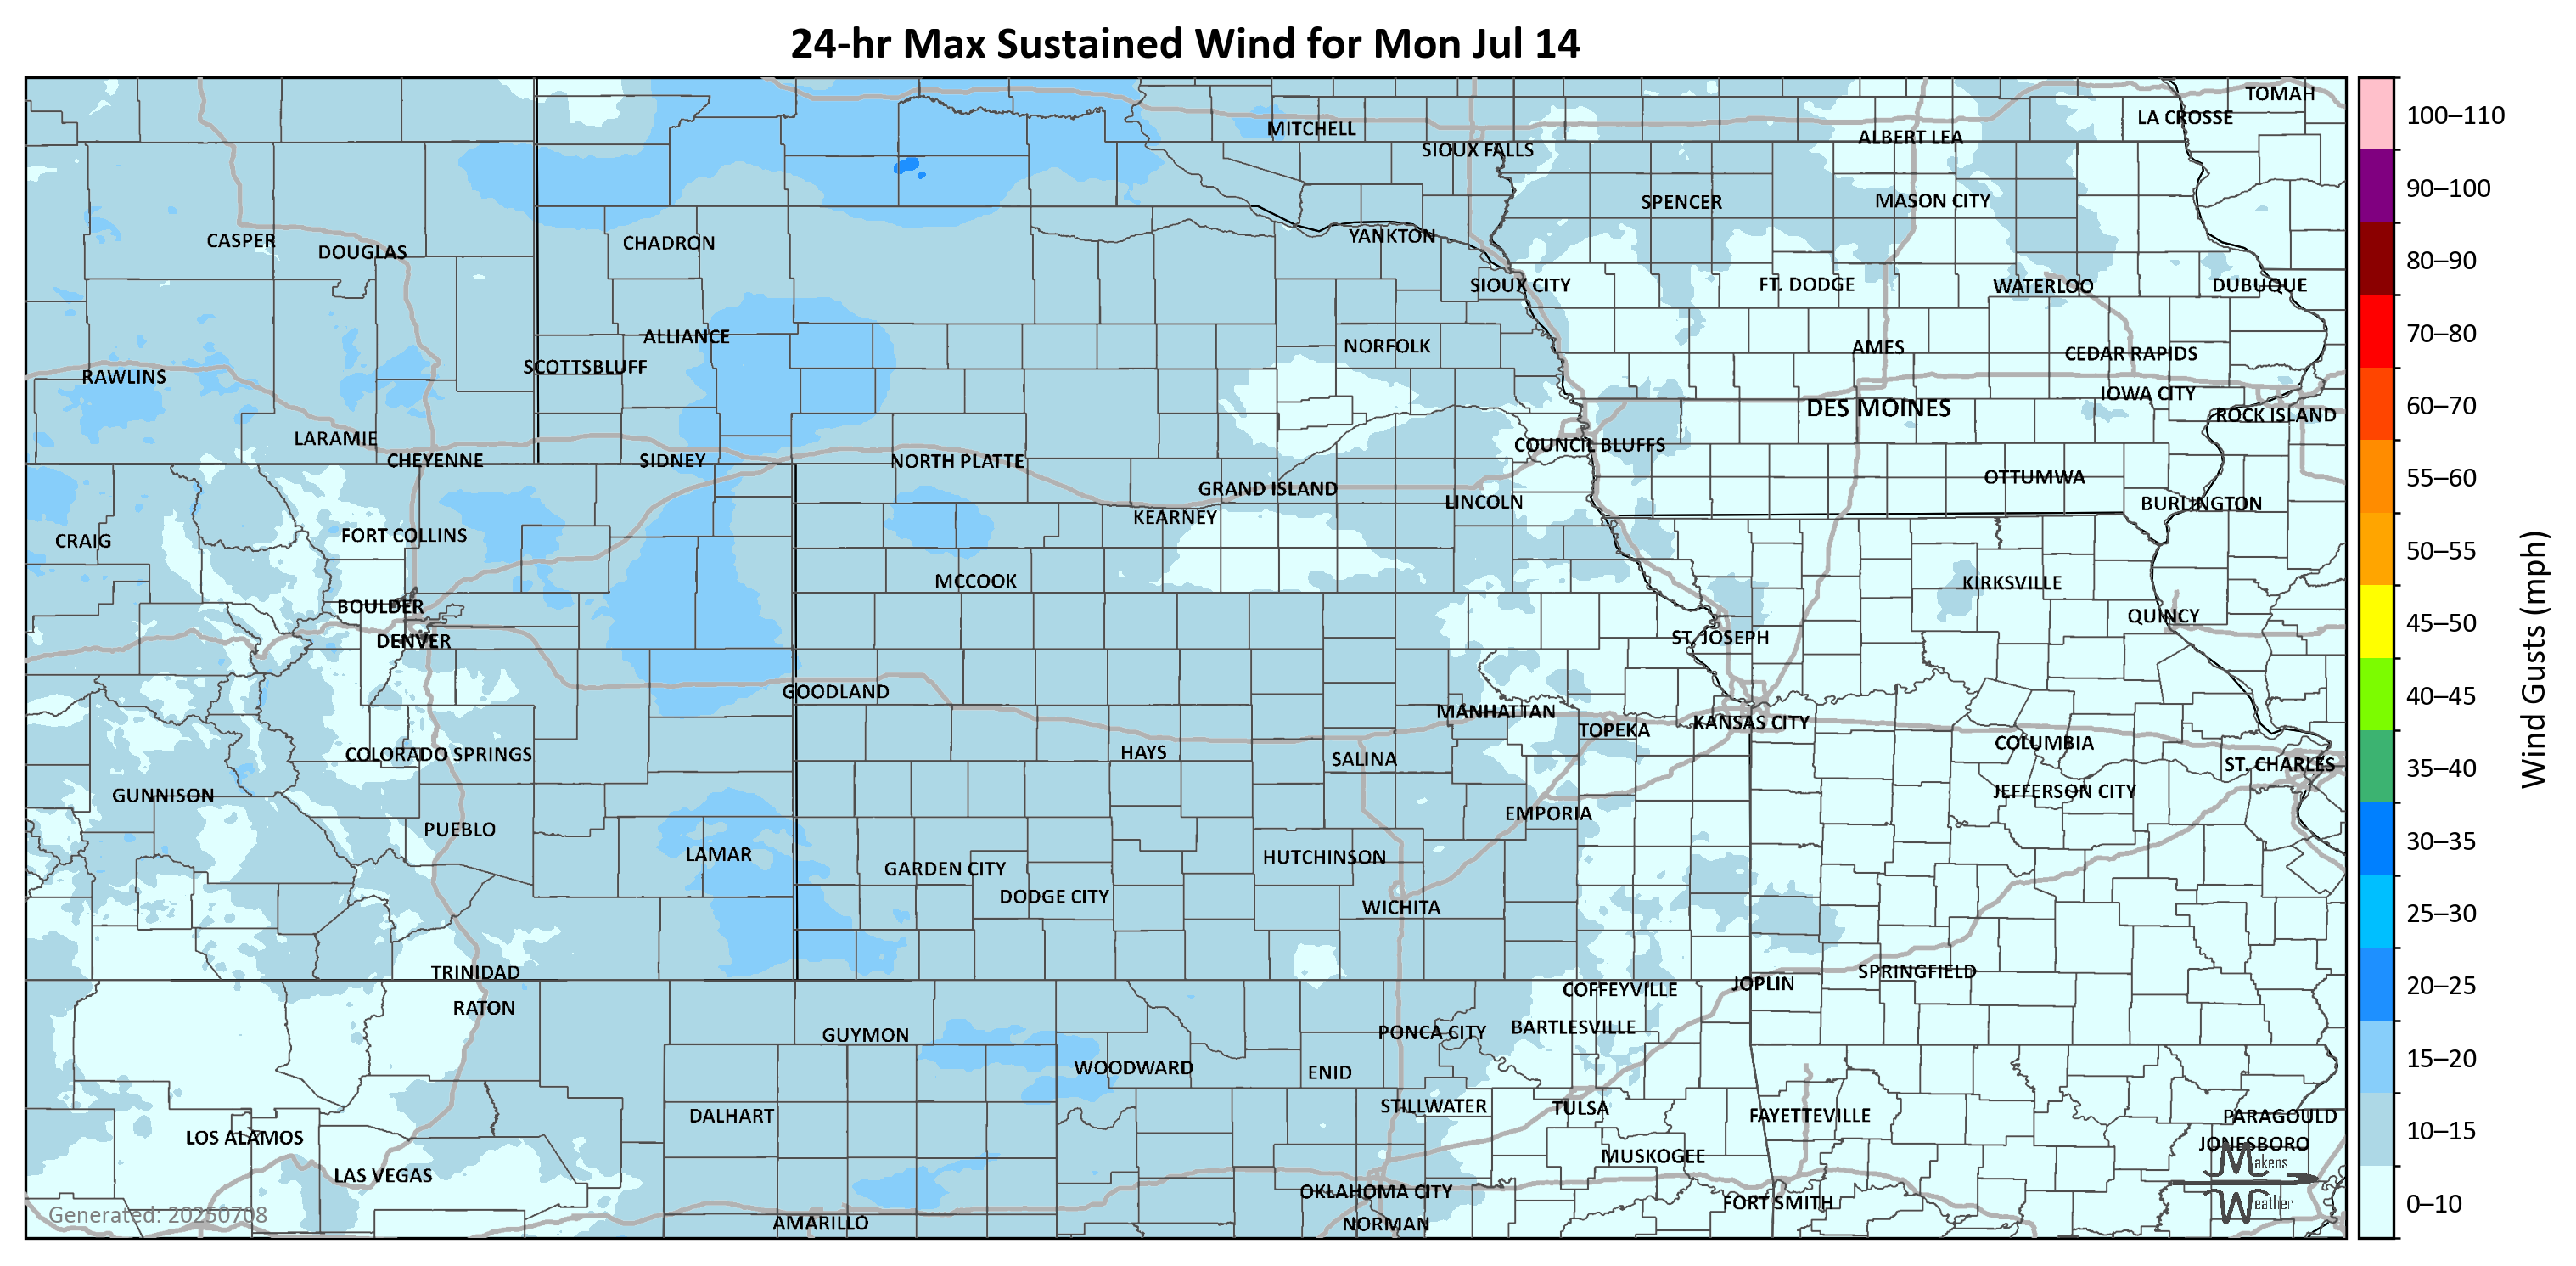 24-hr Max Sustained Wind for Mon Jul 14
TOMAH
LA CROSSE
MITCHELL
ALBERT LEA
SIOUX FALLS
SPENCER
MASON CITY
CASPER
DOUGLAS
CHADRON
YANKTON
SIOUX CITY
FT. DODGE
WATERLOO
DUBUQUE
ALLIANCE
NORFOLK
AMES
CEDAR RAPIDS
SCOTTSBLUFF
RAWLINS
IOWA CITY
DES MOINES
ROCK ISLAND
LARAMIE
COUNCIL BLUFFS
CHEYENNE
SIDNEY
NORTH PLATTE
OTTUMWA
GRAND ISLAND
LINCOLN
BURLINGTON
KEARNEY
FORT COLLINS
CRAIG
MCCOOK
KIRKSVILLE
BOULDER
QUINCY
DENVER
ST. JOSEPH
GOODLAND
MANHATTAN
TOPEKA
KANSAS CITY
COLUMBIA
COLORADO SPRINGS
HAYS
SALINA
ST. CHARLES
GUNNISON
JEFFERSON CITY
EMPORIA
PUEBLO
LAMAR
HUTCHINSON
GARDEN CITY
DODGE CITY
WICHITA
TRINIDAD
SPRINGFIELD
JOPLIN
COFFEYVILLE
RATON
GUYMON
PONCA CITY
BARTLESVILLE
WOODWARD
ENID
STILLWATER
TULSA
DALHART
FAYETTEVILLE
PARAGOULD
LOS ALAMOS
JONESBORO
MUSKOGEE
LAS VEGAS
OKLAHOMA CITY
FORT SMITH
AMARILLO
NORMAN
Generated: 20250708
Makens
Weather
100–110
90–100
80–90
70–80
60–70
55–60
50–55
45–50
40–45
35–40
30–35
25–30
20–25
15–20
10–15
0–10
Wind Gusts (mph)